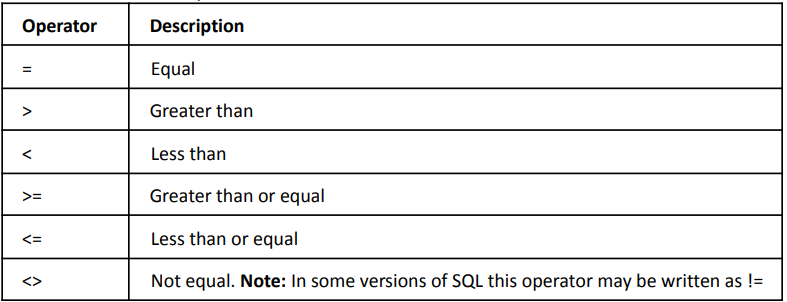 Operator Description
= Equal
> Greater than
< Less than
>= Greater than or equal
<= Less than or equal
<> Not equal. Note: In some versions of SQL this operator may be written as !=